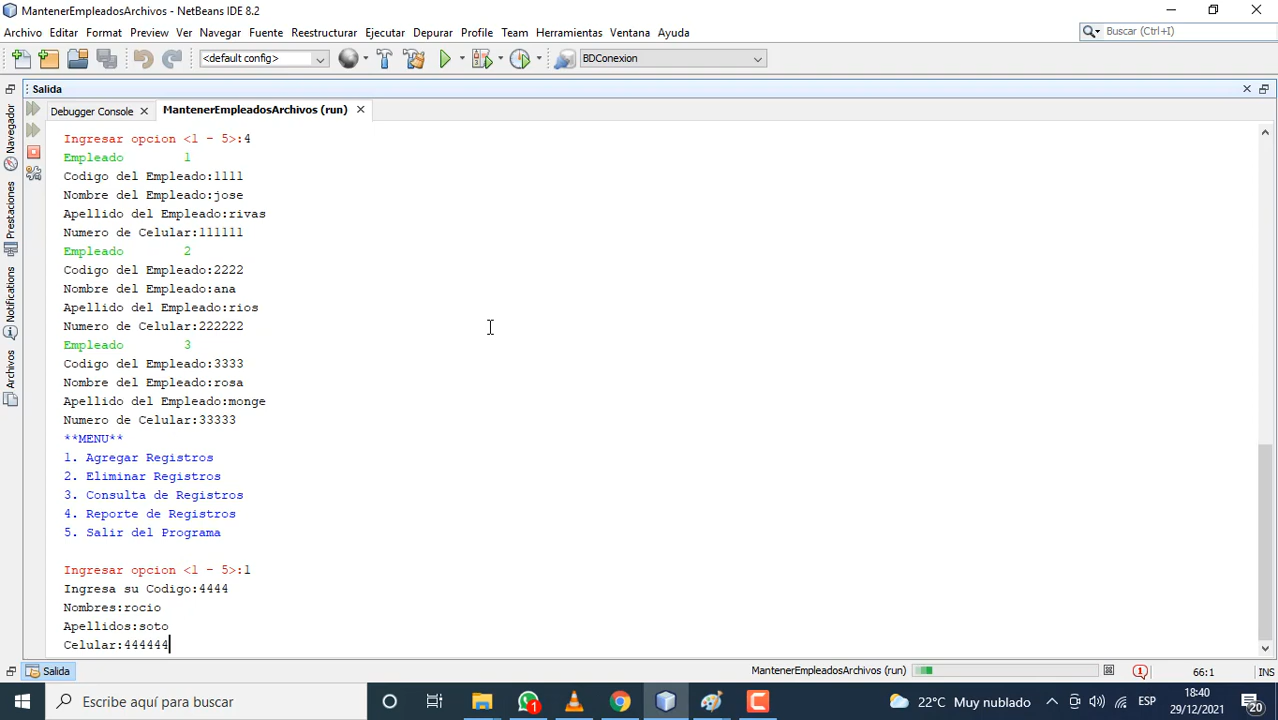 MantenerEmpleadosArchivos - NetBeans IDE 8.2
Archivo Editar Format Preview Ver Navegar Fuente Reestructurar Ejecutar Depurar Profile Team Herramientas Ventana Ayuda
Buscar (Ctrl+I)
<default config>
BDConexion
Salida
Debugger Console
MantenerEmpleadosArchivos (run)
Navegador
Prestaciones
Notifications
Archivos
Ingresar opcion <1 - 5>:4
Empleado 1
Codigo del Empleado:1111
Nombre del Empleado:jose
Apellido del Empleado:rivas
Numero de Celular:111111
Empleado 2
Codigo del Empleado:2222
Nombre del Empleado:ana
Apellido del Empleado:rios
Numero de Celular:222222
Empleado 3
Codigo del Empleado:3333
Nombre del Empleado:rosa
Apellido del Empleado:monge
Numero de Celular:33333
**MENU**
1. Agregar Registros
2. Eliminar Registros
3. Consulta de Registros
4. Reporte de Registros
5. Salir del Programa
Ingresar opcion <1 - 5>:1
Ingresa su Codigo:4444
Nombres:rocio
Apellidos:soto
Celular:444444
Salida
MantenerEmpleadosArchivos (run)
66:1
INS
Escribe aquí para buscar
1
22°C Muy nublado
ESP
18:40
29/12/2021
20